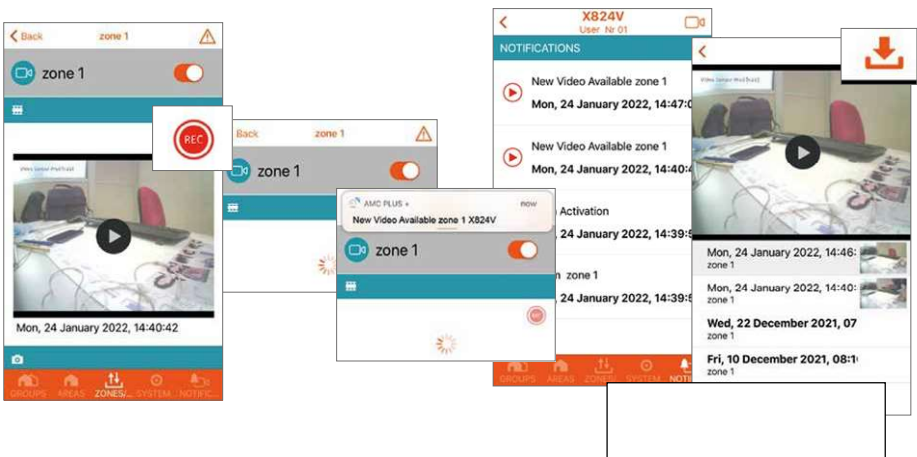 Back zone 1
zone 1
REC
Mon, 24 January 2022, 14:40:42
GROUPS AREAS ZONES/... SYSTEM NOTIFIC...
Back zone 1
zone 1
AMC PLUS + now
New Video Available zone 1 X824V
zone 1
REC
X824V
User Nr 01
NOTIFICATIONS
New Video Available zone 1
Mon, 24 January 2022, 14:47:0
New Video Available zone 1
Mon, 24 January 2022, 14:40:4
Activation
24 January 2022, 14:39:5
zone 1
24 January 2022, 14:39:5
GROUPS AREAS ZONES/ SYSTEM NOTI
Mon, 24 January 2022, 14:46:
zone 1
Mon, 24 January 2022, 14:40:
zone 1
Wed, 22 December 2021, 07
zone 1
Fri, 10 December 2021, 08:1
zone 1